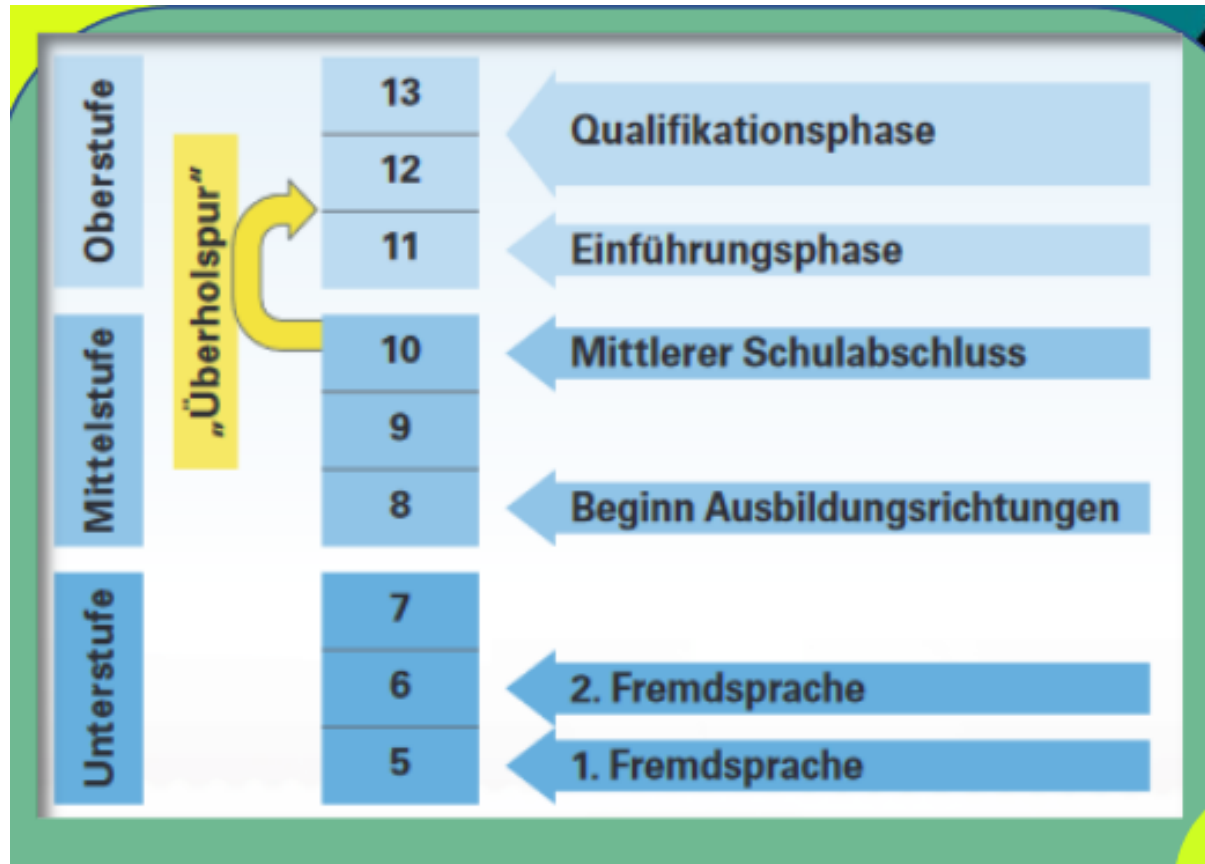 Oberstufe
„Überholspur“
13
Qualifikationsphase
12
11
Einführungsphase
Mittelstufe
10
Mittlerer Schulabschluss
9
8
Beginn Ausbildungsrichtungen
Unterstufe
7
6
2. Fremdsprache
5
1. Fremdsprache